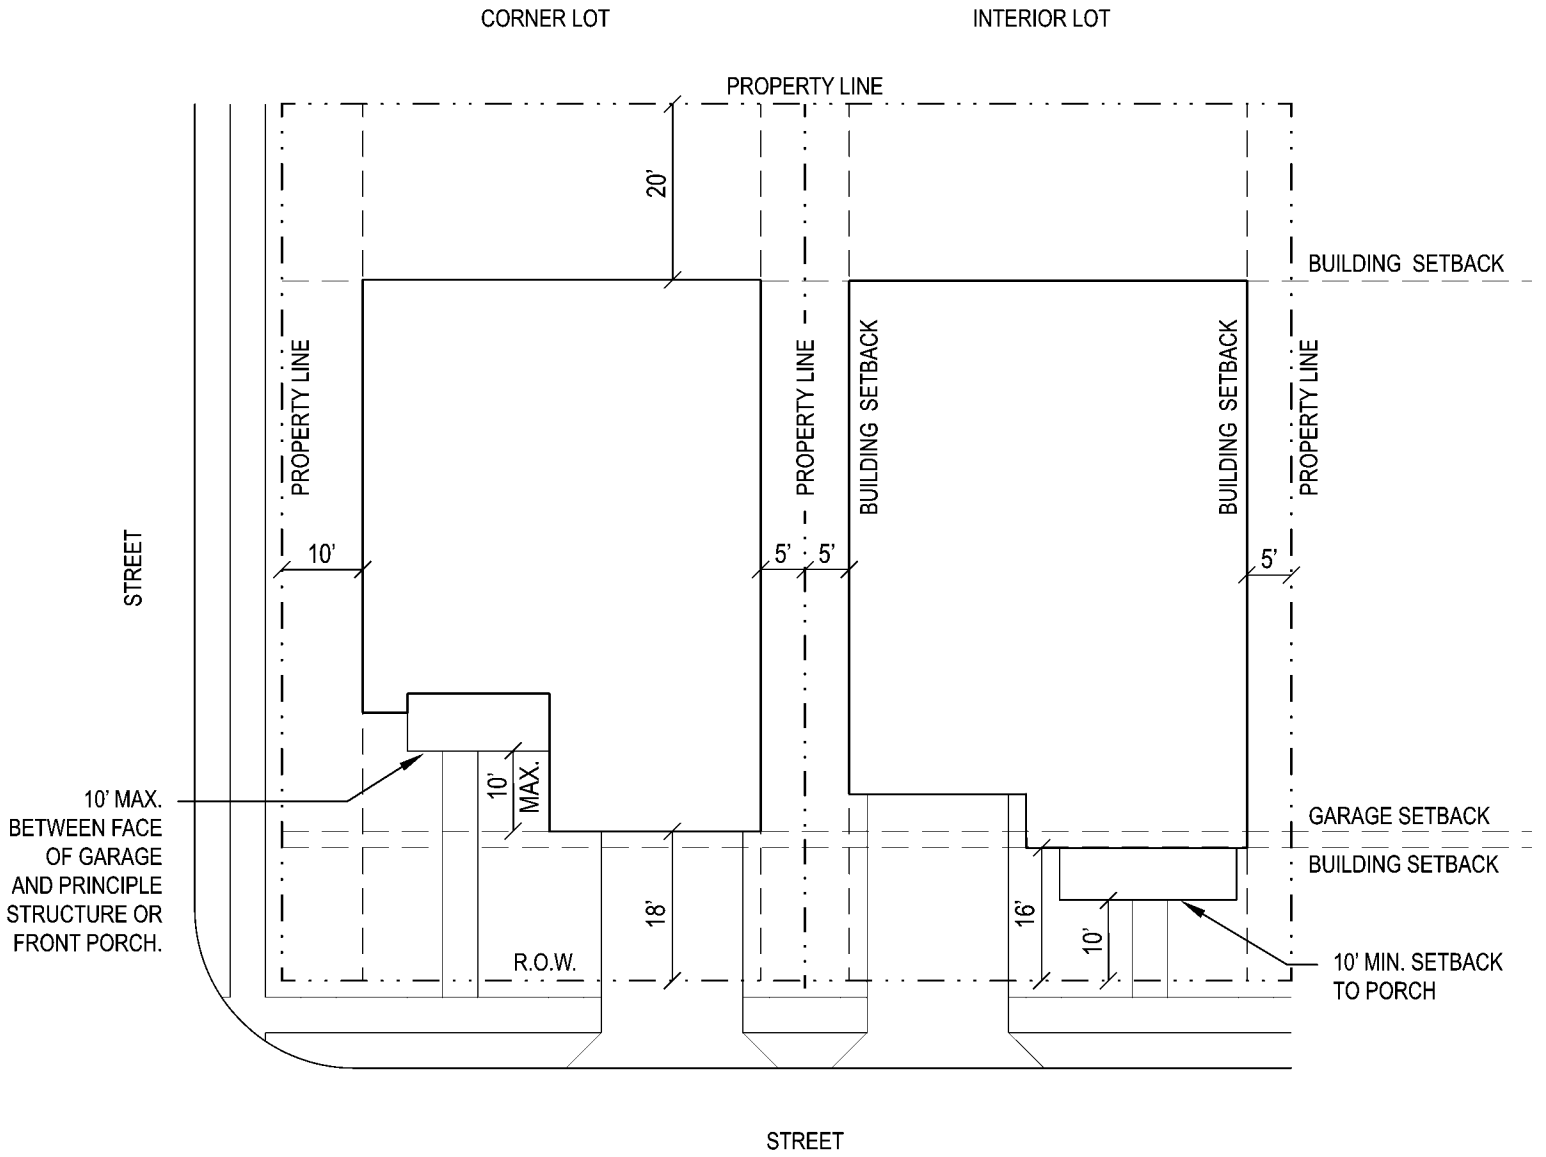 CORNER LOT
INTERIOR LOT
PROPERTY LINE
20'
BUILDING SETBACK
PROPERTY LINE
PROPERTY LINE
BUILDING SETBACK
BUILDING SETBACK
PROPERTY LINE
STREET
10'
5'
5'
5'
10' MAX.
BETWEEN FACE
OF GARAGE
AND PRINCIPLE
STRUCTURE OR
FRONT PORCH.
10'
MAX.
GARAGE SETBACK
BUILDING SETBACK
18'
16'
10'
R.O.W.
10' MIN. SETBACK
TO PORCH
STREET